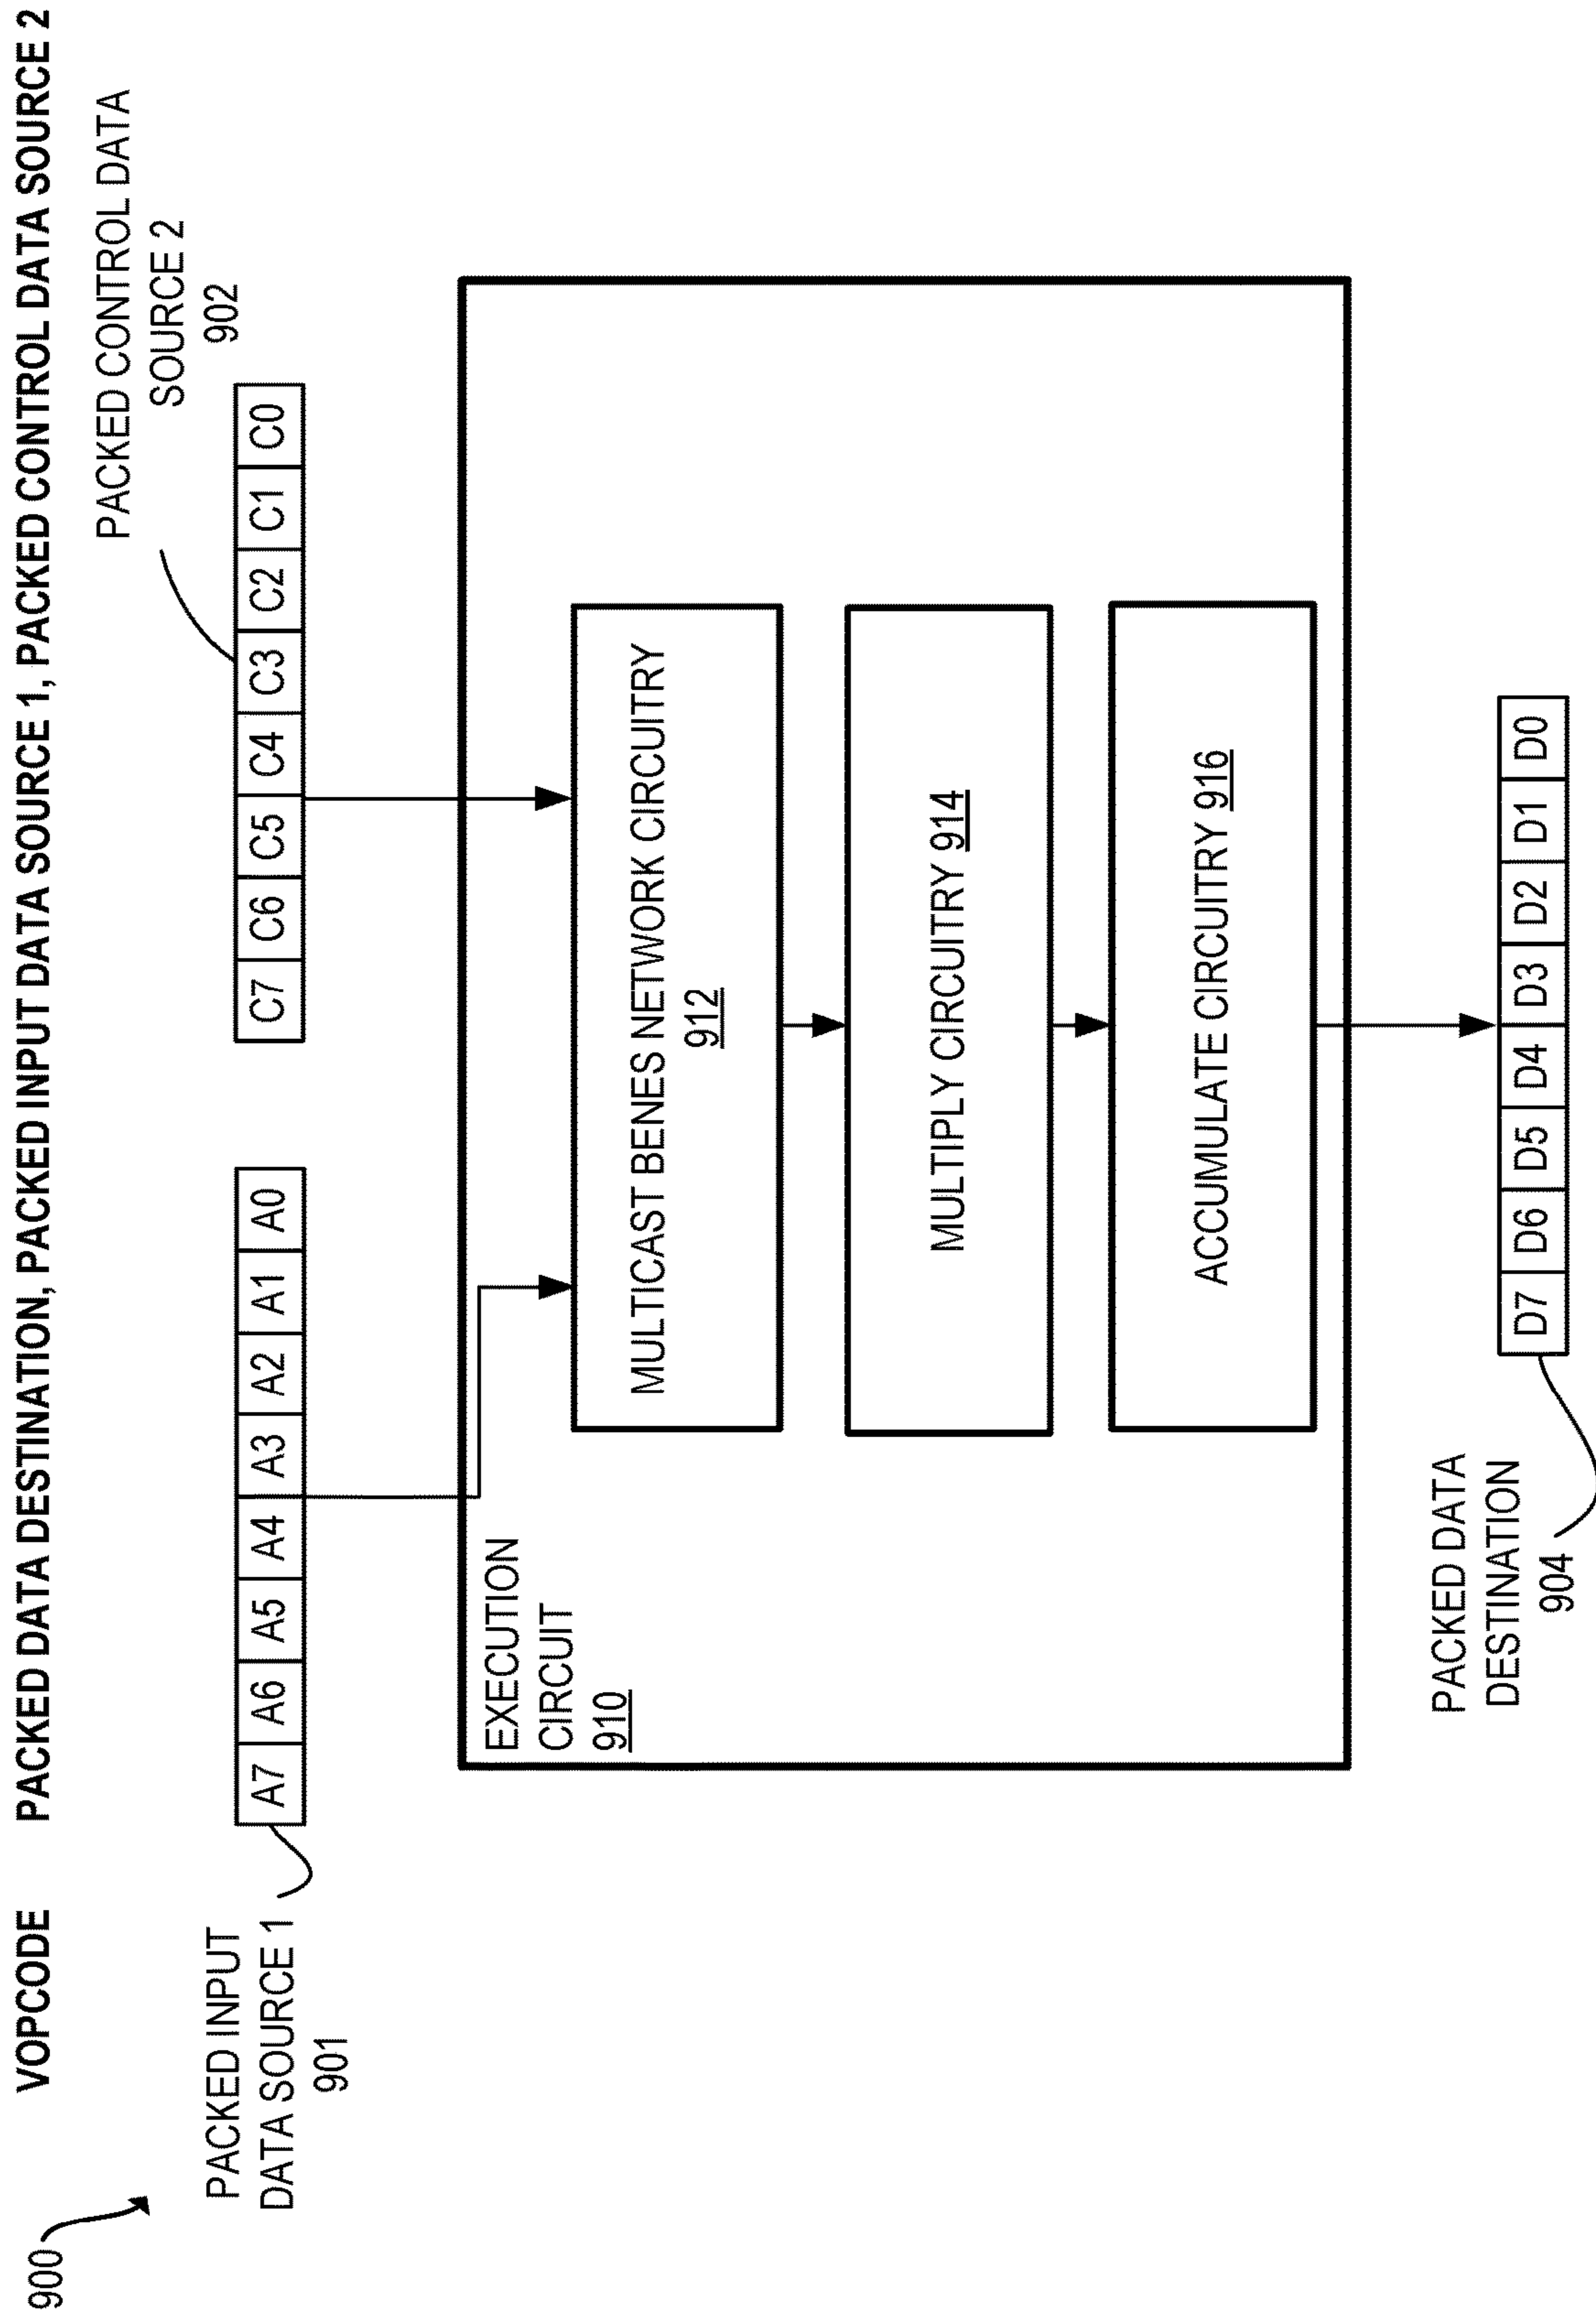 VOPCODE PACKED DATA DESTINATION, PACKED INPUT DATA SOURCE 1, PACKED CONTROL DATA SOURCE 2
900
PACKED INPUT
DATA SOURCE 1
901
A7 A6 A5 A4 A3 A2 A1 A0
PACKED CONTROL DATA
SOURCE 2
902
C7 C6 C5 C4 C3 C2 C1 C0
EXECUTION
CIRCUIT
910
MULTICAST BENES NETWORK CIRCUITRY
912
MULTIPLY CIRCUITRY 914
ACCUMULATE CIRCUITRY 916
PACKED DATA
DESTINATION
904
D7 D6 D5 D4 D3 D2 D1 D0